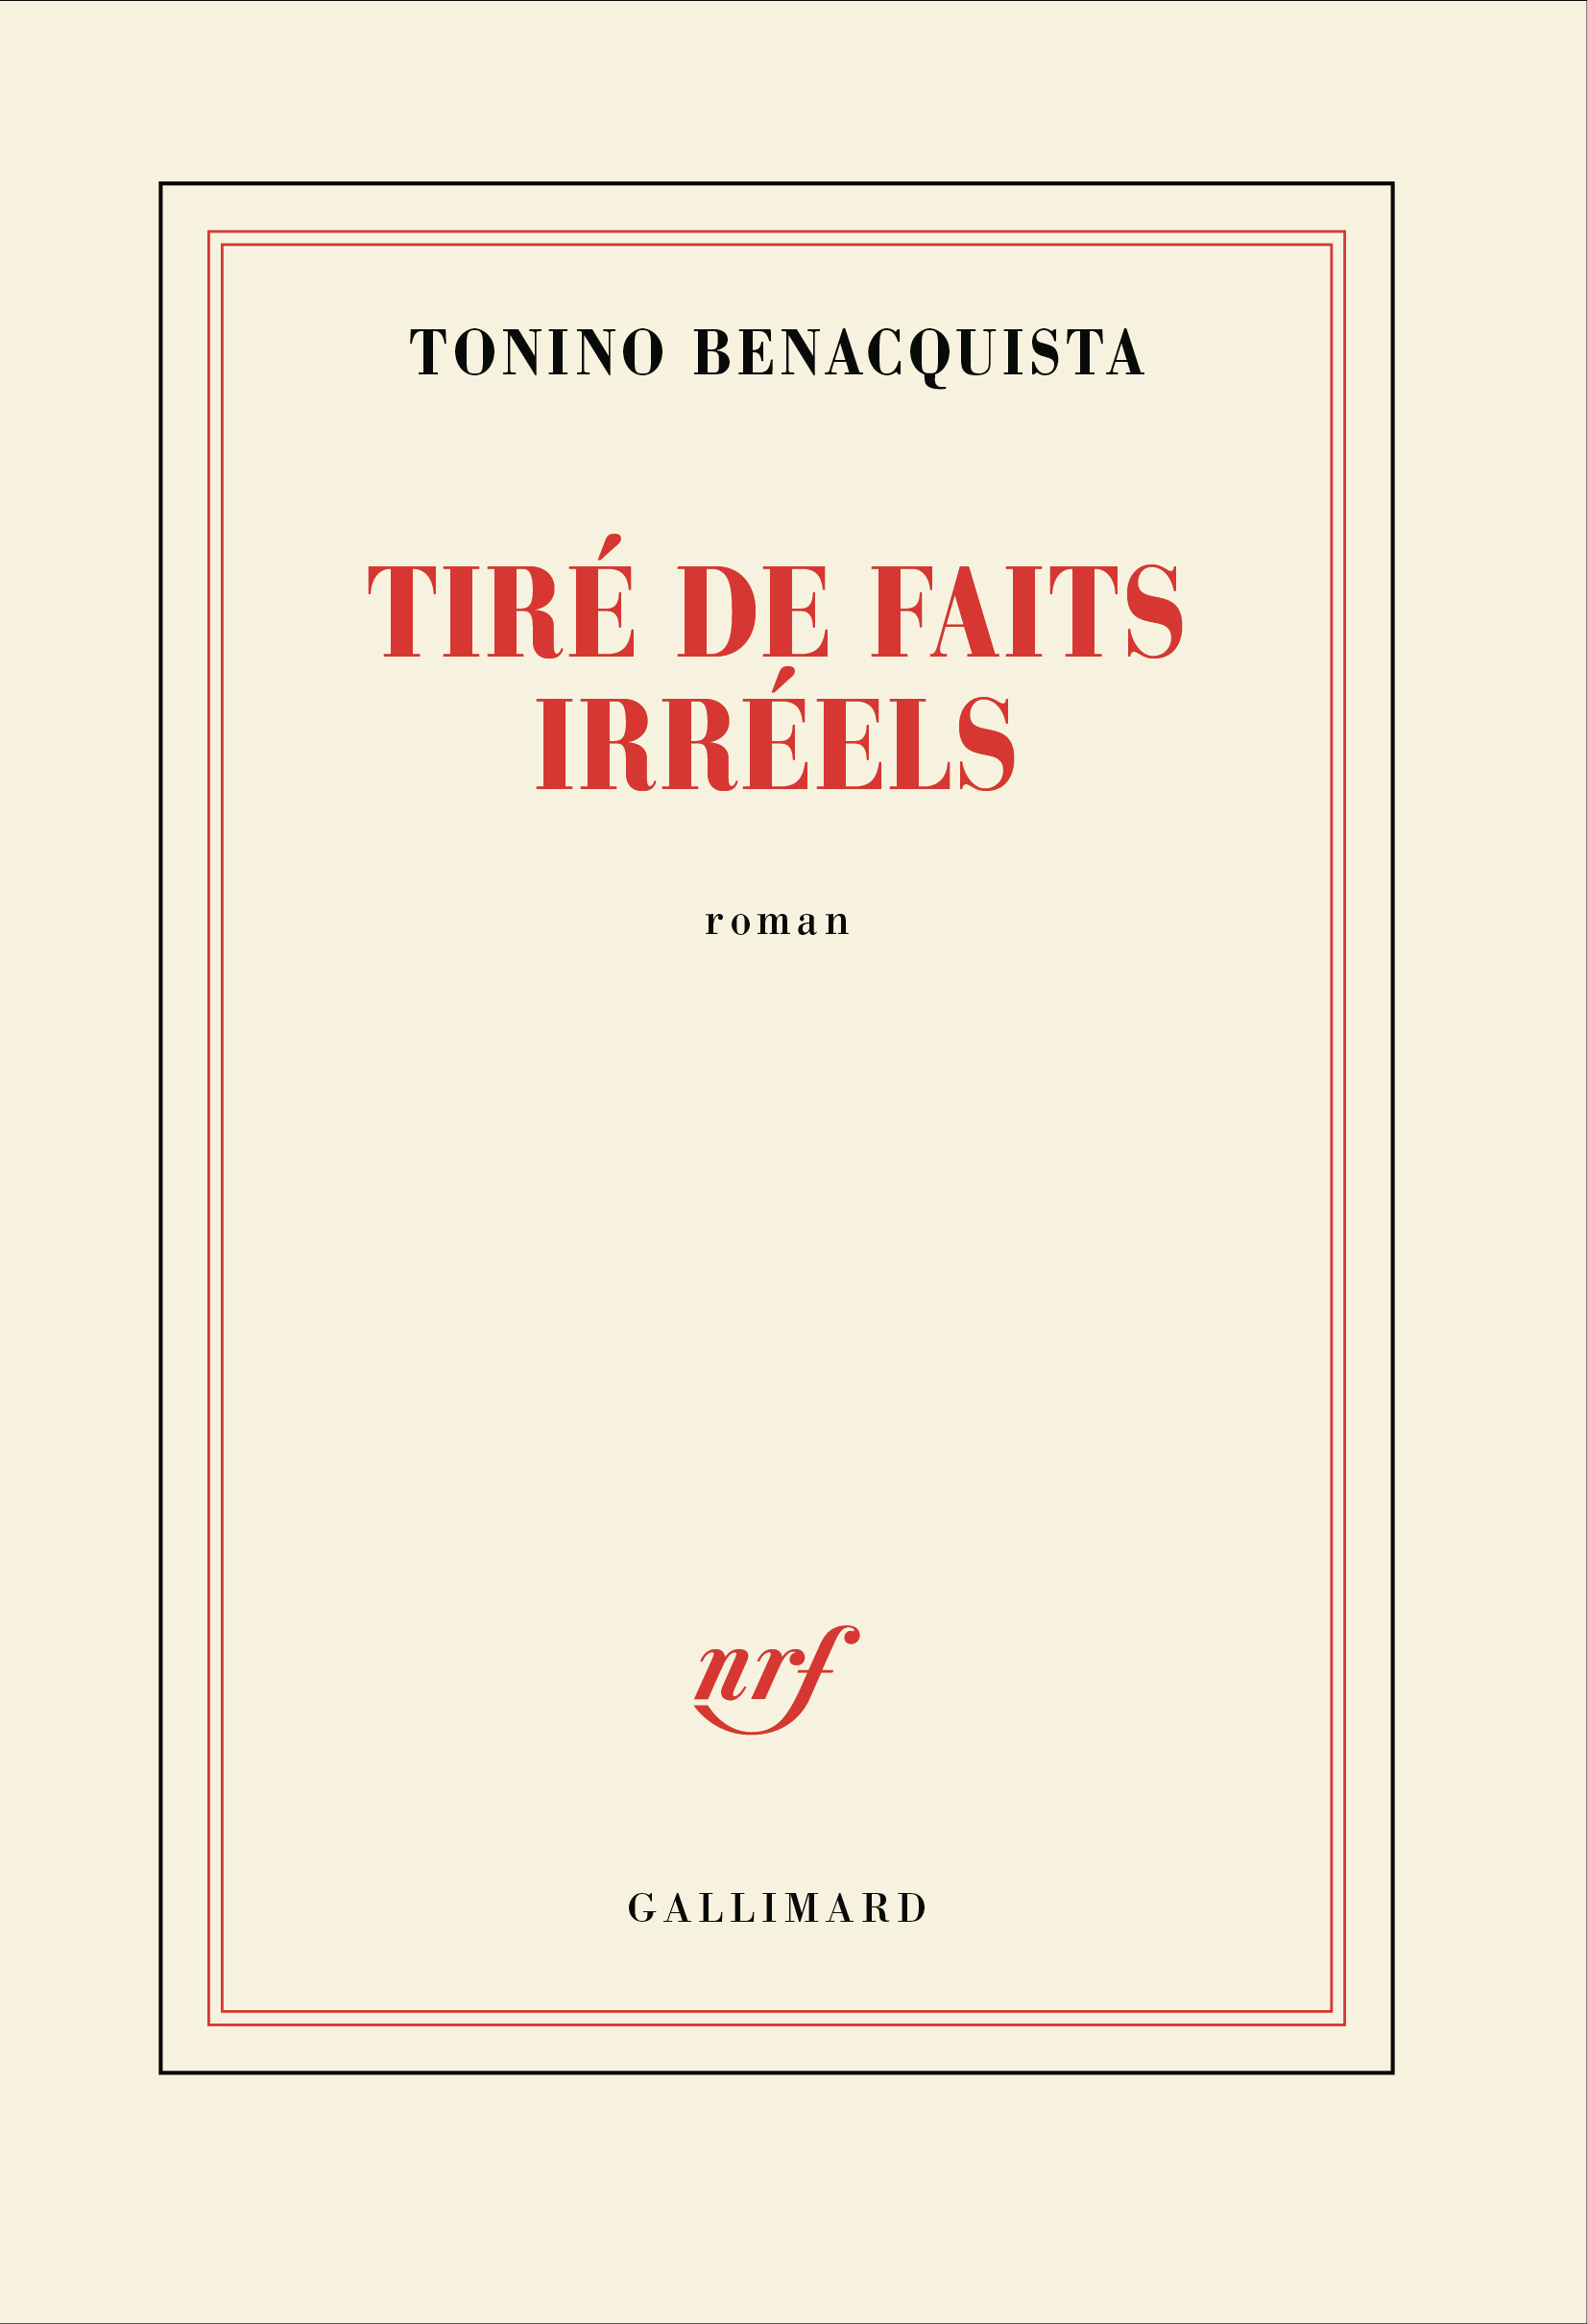 TONINO BENACQUISTA
TIRÉ DE FAITS
IRRÉELS
roman
nrf
GALLIMARD